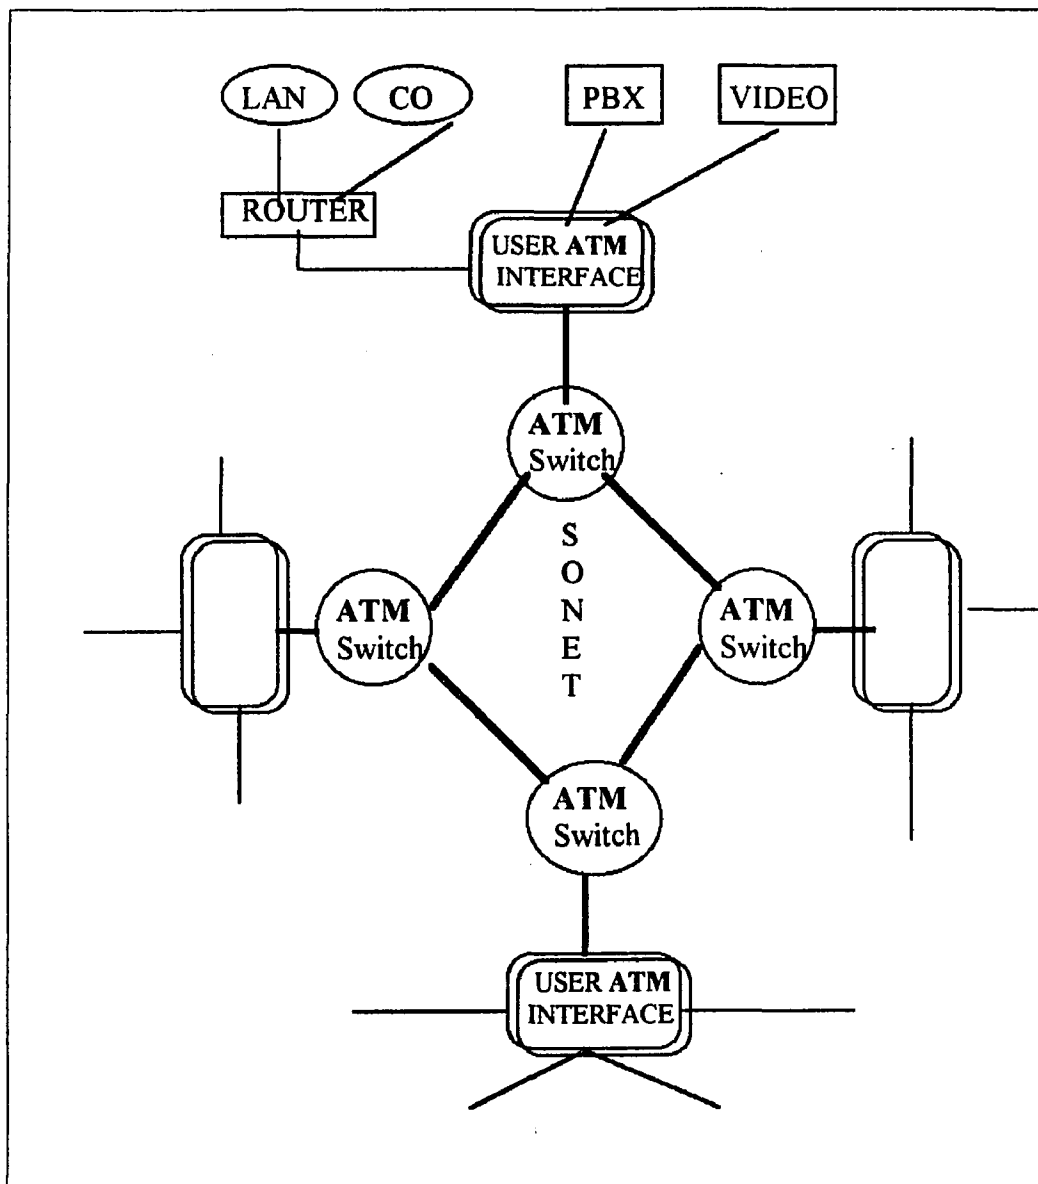 LAN
CO
PBX
VIDEO
ROUTER
USER ATM
INTERFACE
ATM
Switch
S
O
N
E
T
ATM
Switch
ATM
Switch
ATM
Switch
USER ATM
INTERFACE